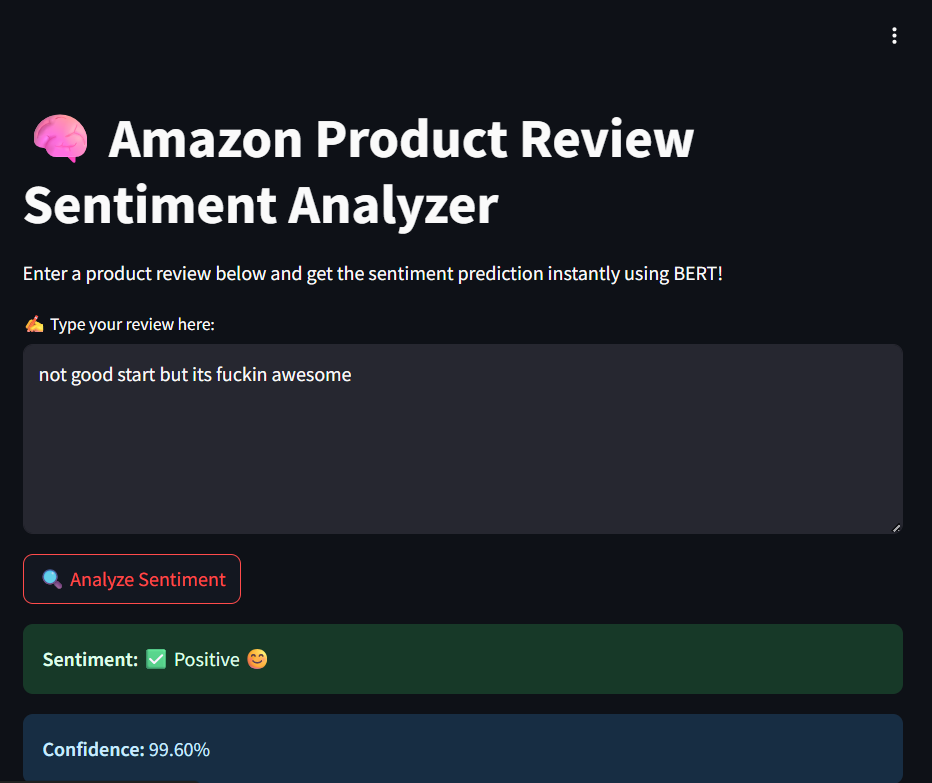 🧠 Amazon Product Review
Sentiment Analyzer
Enter a product review below and get the sentiment prediction instantly using BERT!
✍️ Type your review here:
not good start but its fuckin awesome
🔍 Analyze Sentiment
Sentiment: ✅ Positive 😊
Confidence: 99.60%